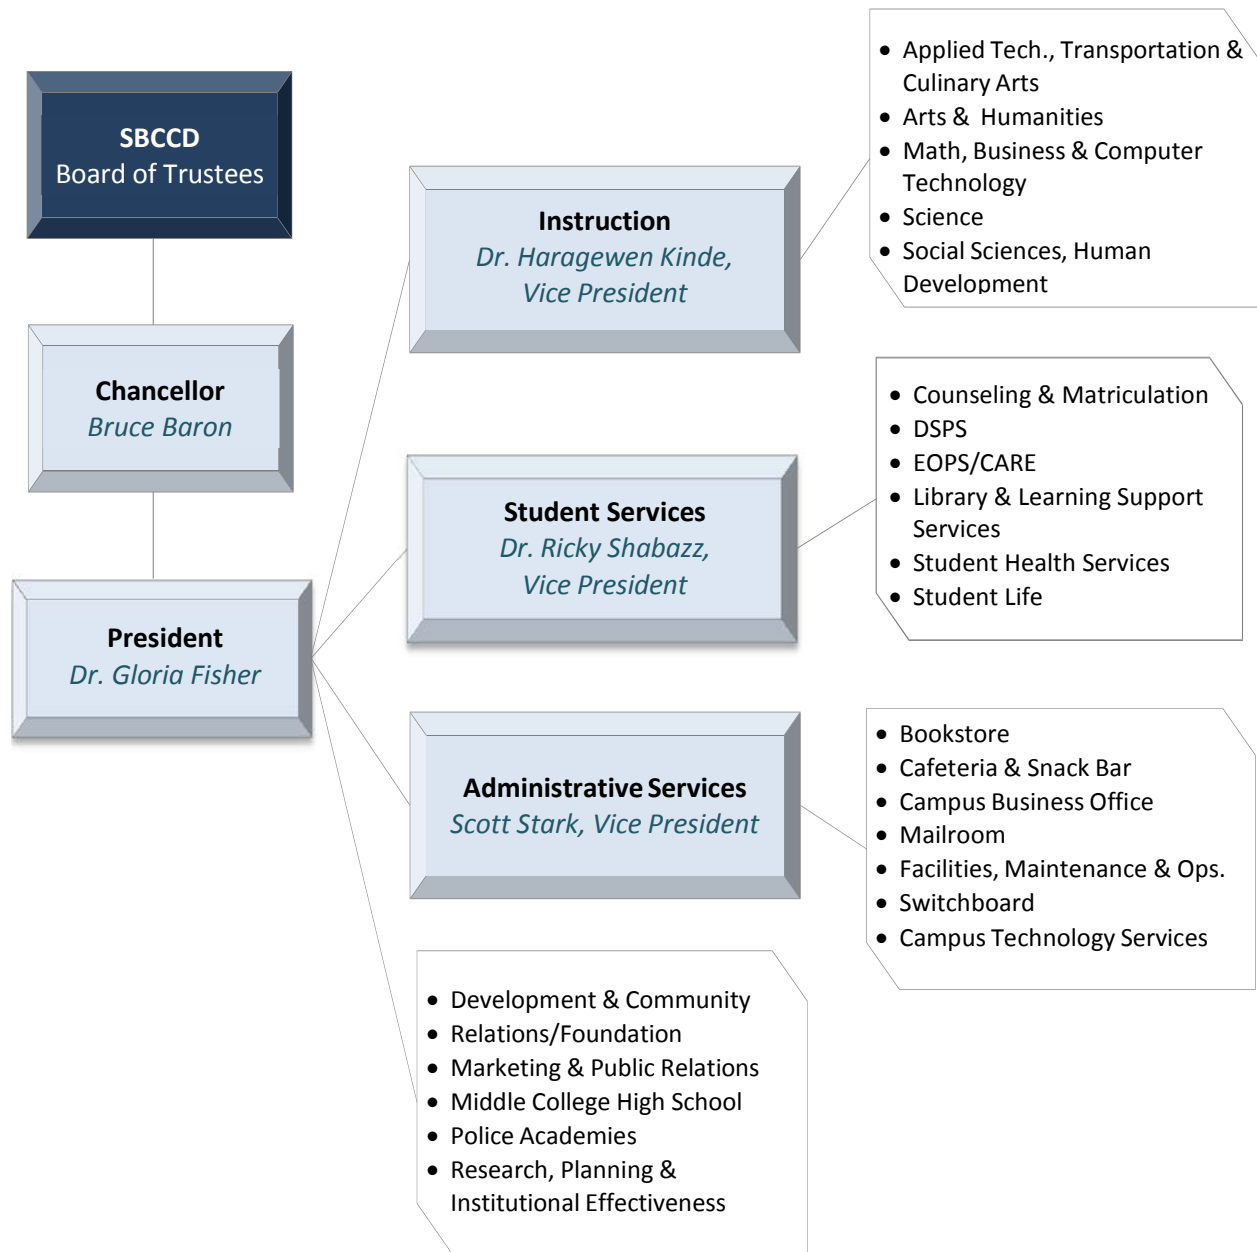 SBCCD
Board of Trustees
Chancellor
Bruce Baron
President
Dr. Gloria Fisher
Instruction
Dr. Haragewen Kinde,
Vice President
• Applied Tech., Transportation &
Culinary Arts
• Arts & Humanities
• Math, Business & Computer
Technology
• Science
• Social Sciences, Human
Development
Student Services
Dr. Ricky Shabazz,
Vice President
• Counseling & Matriculation
• DSPS
• EOPS/CARE
• Library & Learning Support
Services
• Student Health Services
• Student Life
Administrative Services
Scott Stark, Vice President
• Bookstore
• Cafeteria & Snack Bar
• Campus Business Office
• Mailroom
• Facilities, Maintenance & Ops.
• Switchboard
• Campus Technology Services
• Development & Community
• Relations/Foundation
• Marketing & Public Relations
• Middle College High School
• Police Academies
• Research, Planning &
Institutional Effectiveness